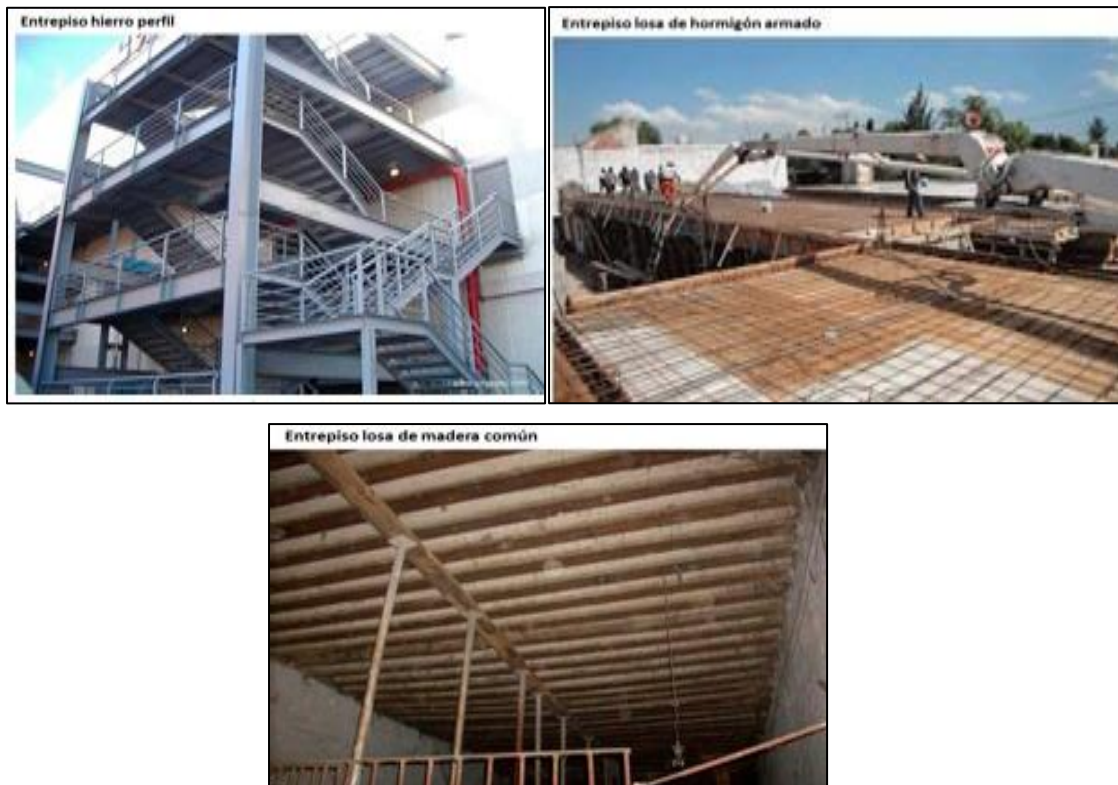 Entrepiso hierro perfil
Entrepiso losa de hormigón armado
Entrepiso losa de madera común